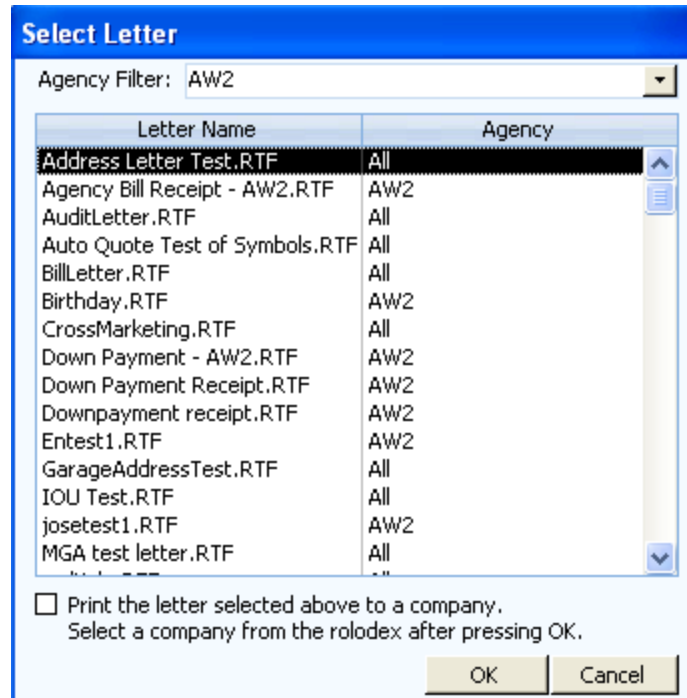 Select Letter
Agency Filter: AW2
Letter Name Agency
Address Letter Test.RTF All
Agency Bill Receipt - AW2.RTF AW2
AuditLetter.RTF All
Auto Quote Test of Symbols.RTF All
BillLetter.RTF All
Birthday.RTF AW2
CrossMarketing.RTF All
Down Payment - AW2.RTF AW2
Down Payment Receipt.RTF AW2
Downpayment receipt.RTF AW2
Entest1.RTF AW2
GarageAddressTest.RTF All
IOU Test.RTF All
josetest1.RTF AW2
MGA test letter.RTF All
Print the letter selected above to a company.
Select a company from the rolodex after pressing OK.
OK Cancel